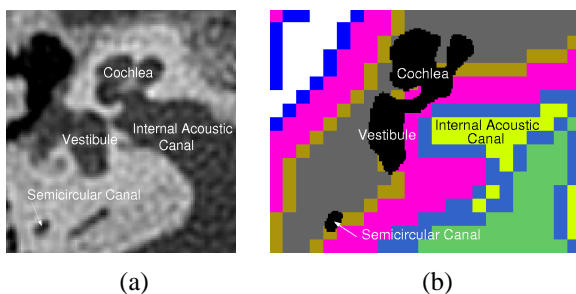 Cochlea
Vestibule
Internal Acoustic
Canal
Semicircular Canal
(a)
Cochlea
Internal Acoustic
Canal
Vestibule
Semicircular Canal
(b)